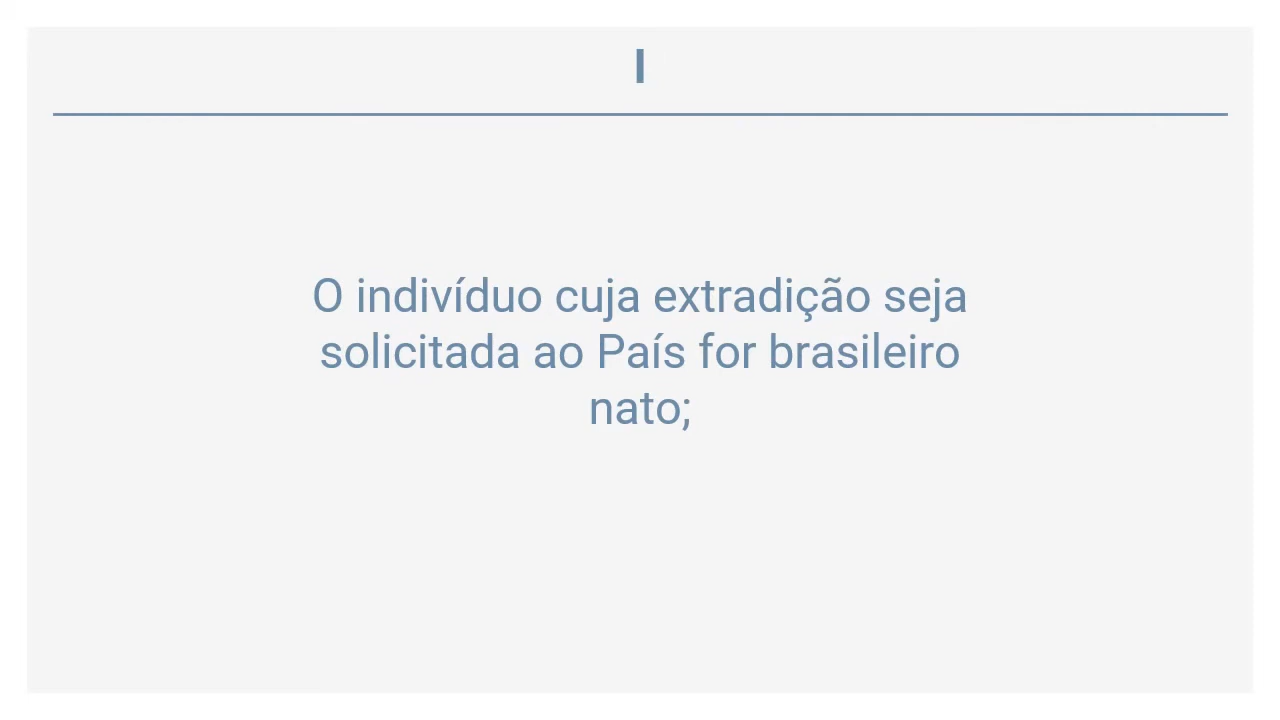 I
O indivíduo cuja extradição seja
solicitada ao País for brasileiro
nato;